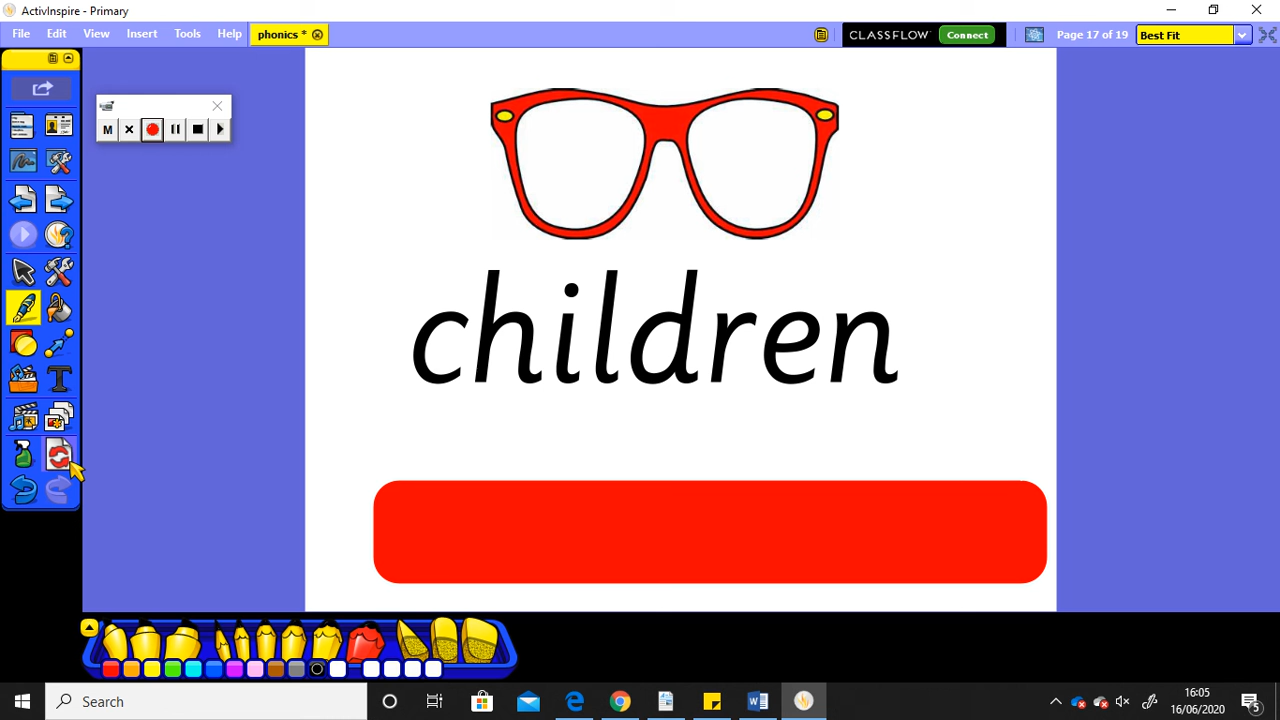 ActivInspire - Primary
File Edit View Insert Tools Help phonics * CLASSFLOW Connect Page 17 of 19 Best Fit
M
children
T
Search
16:05
16/06/2020
5